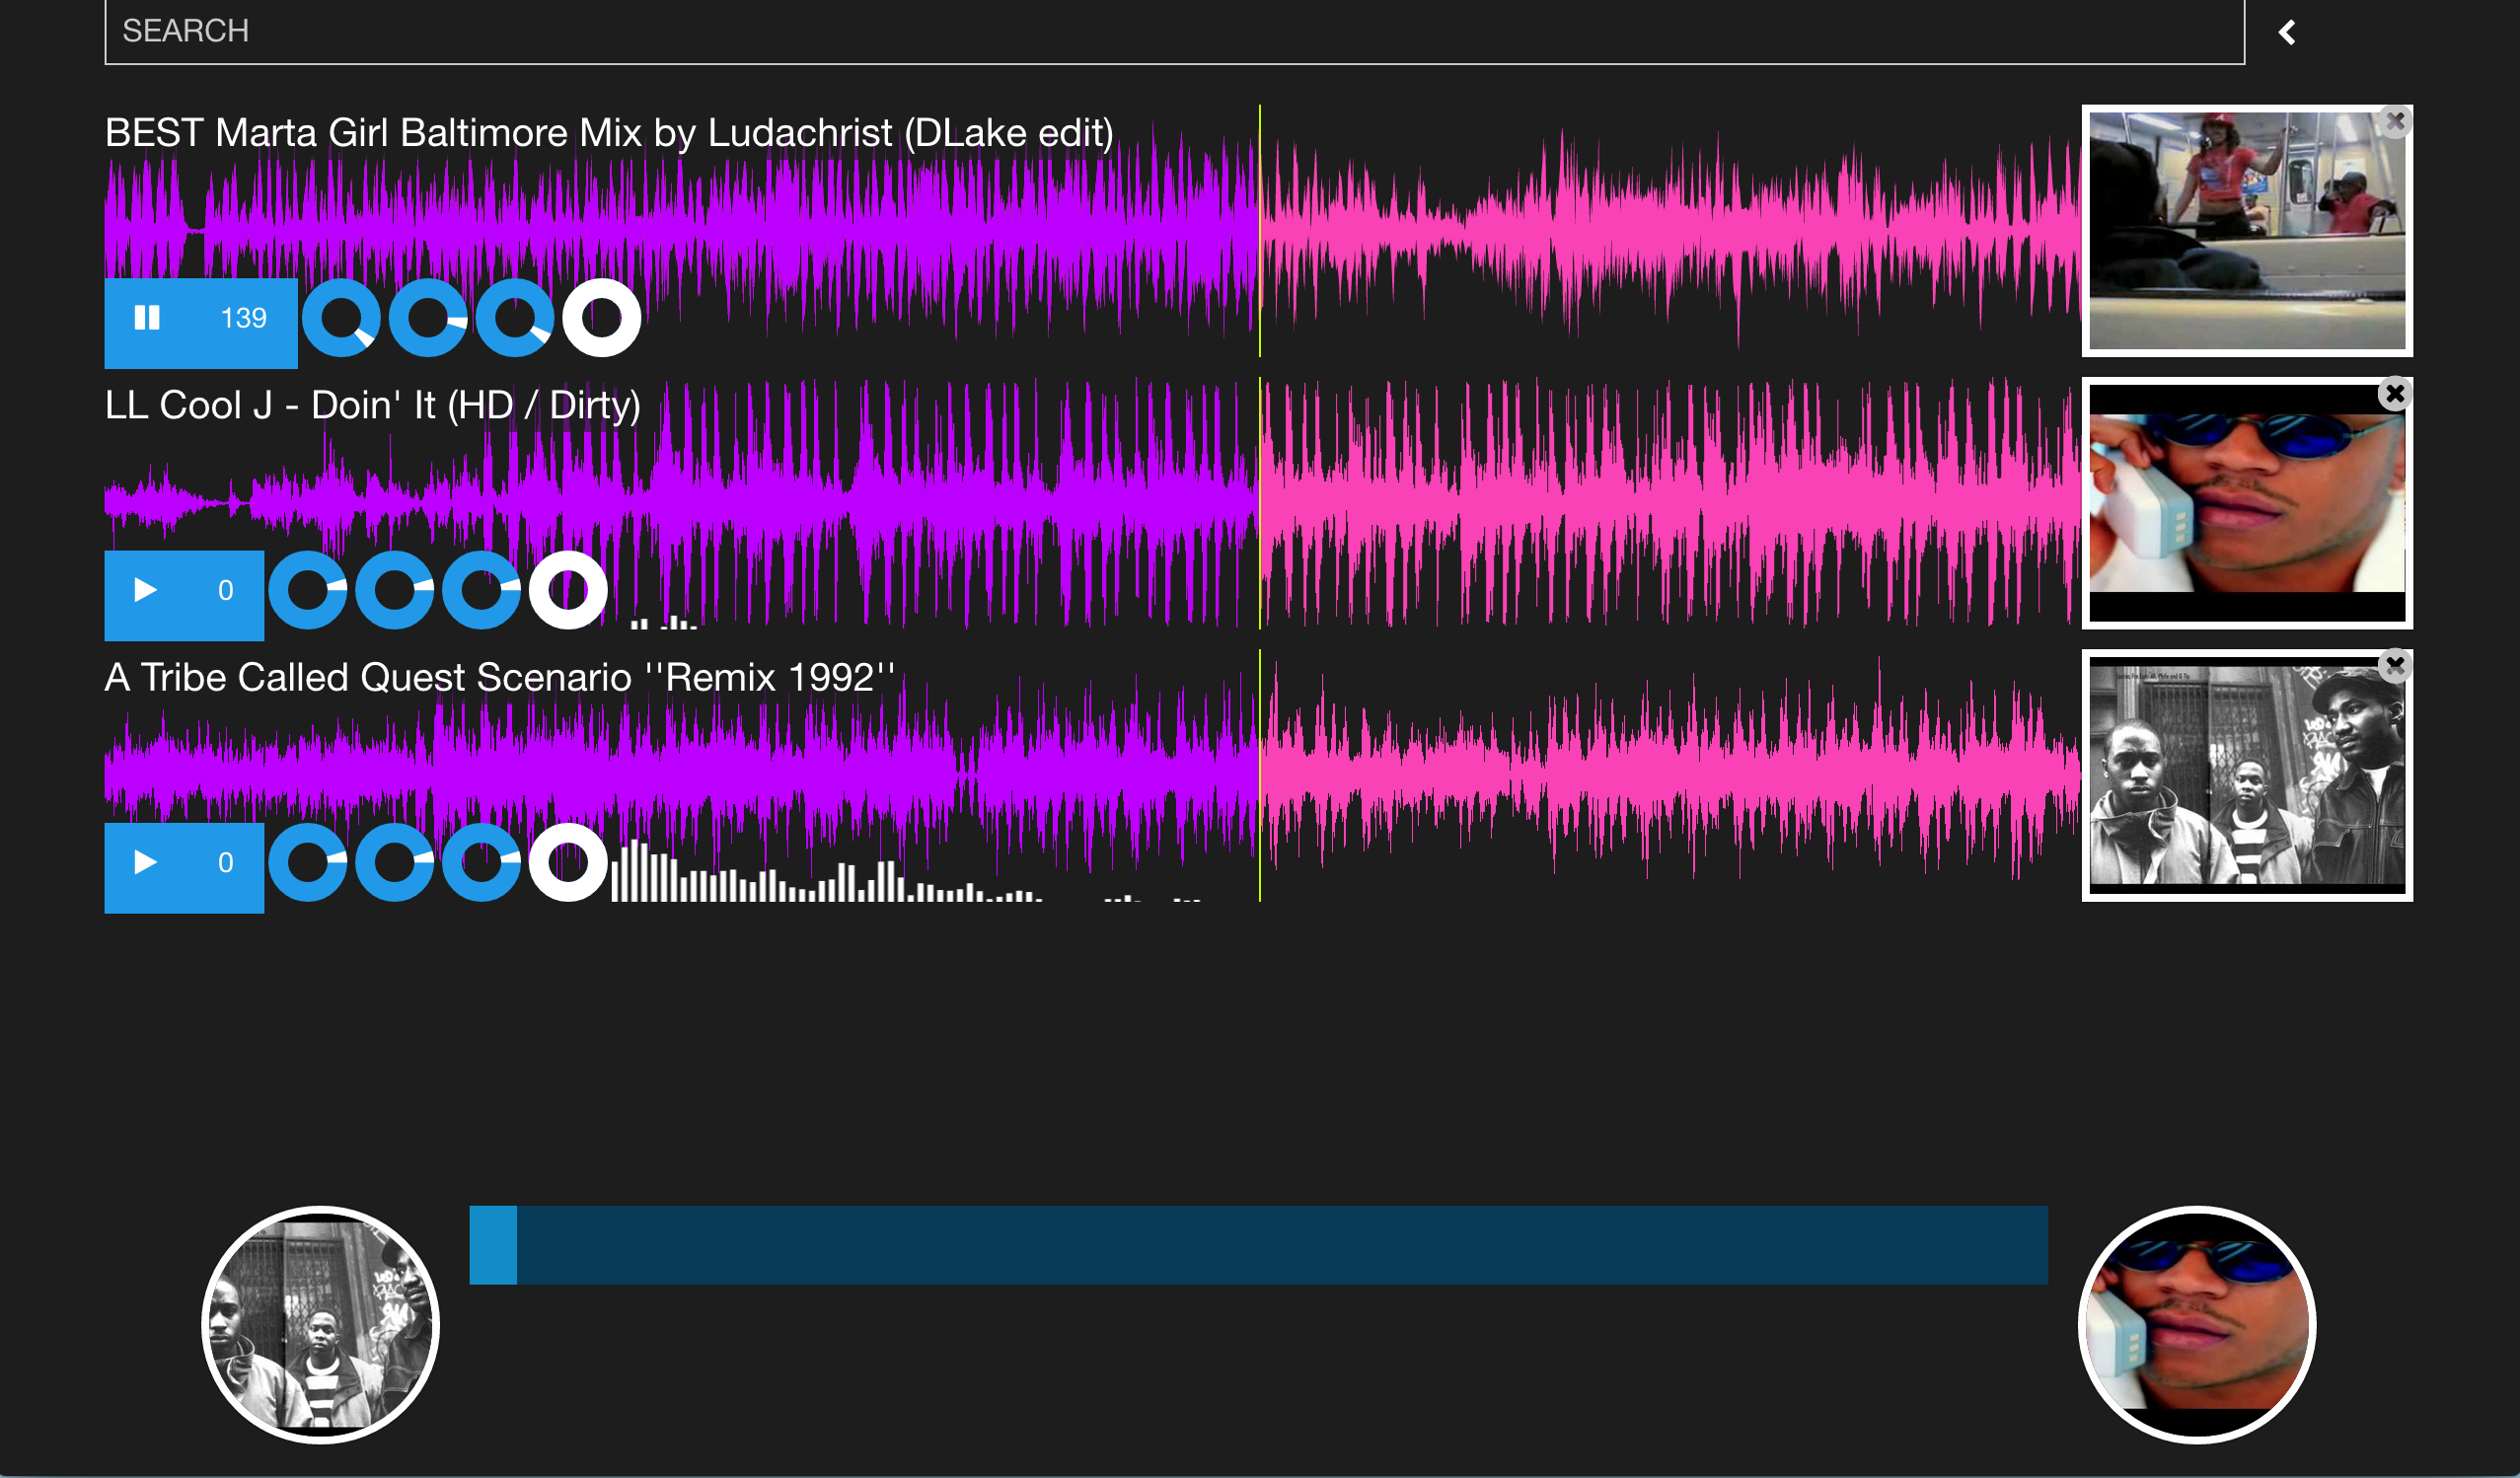 SEARCH
BEST Marta Girl Baltimore Mix by Ludachrist (DLake edit)
139
LL Cool J - Doin' It (HD / Dirty)
0
A Tribe Called Quest Scenario ''Remix 1992''
0